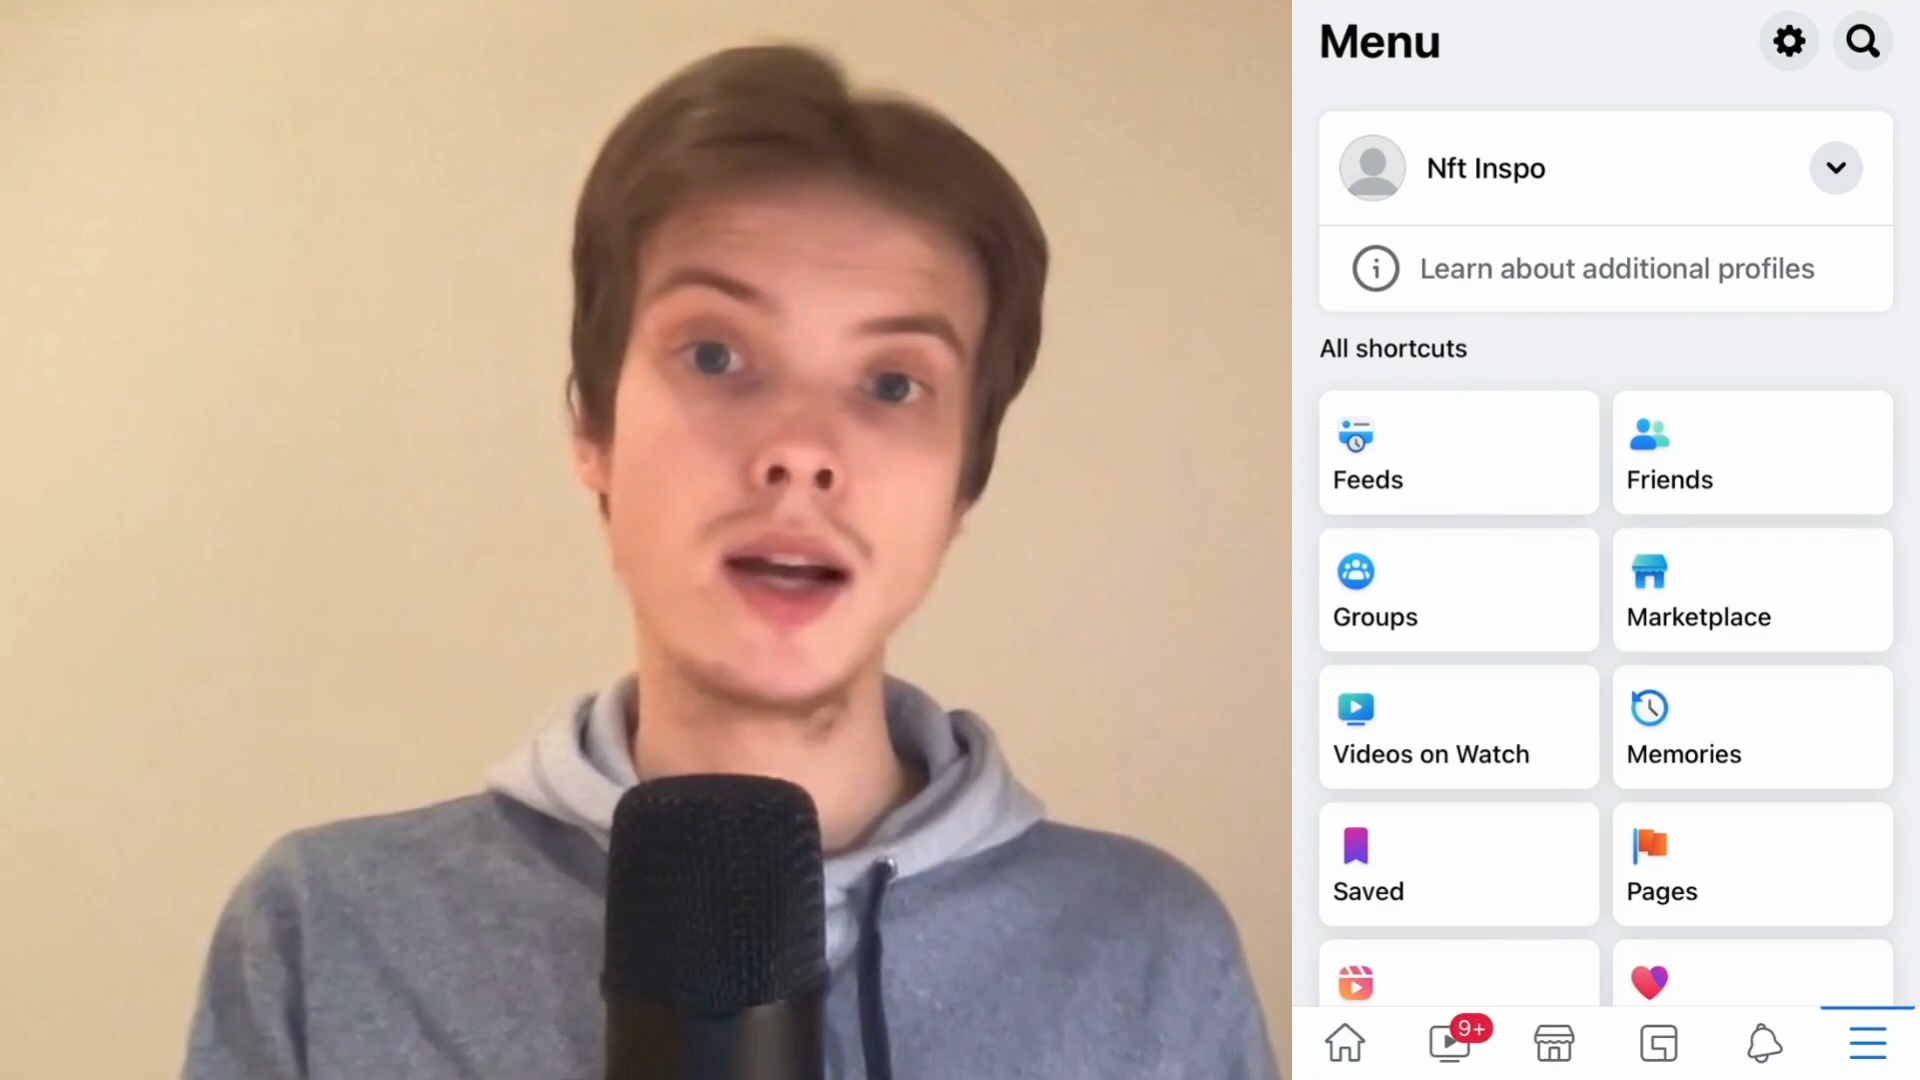 Menu
Nft Inspo
Learn about additional profiles
All shortcuts
Feeds
Friends
Groups
Marketplace
Videos on Watch
Memories
Saved
Pages
9+